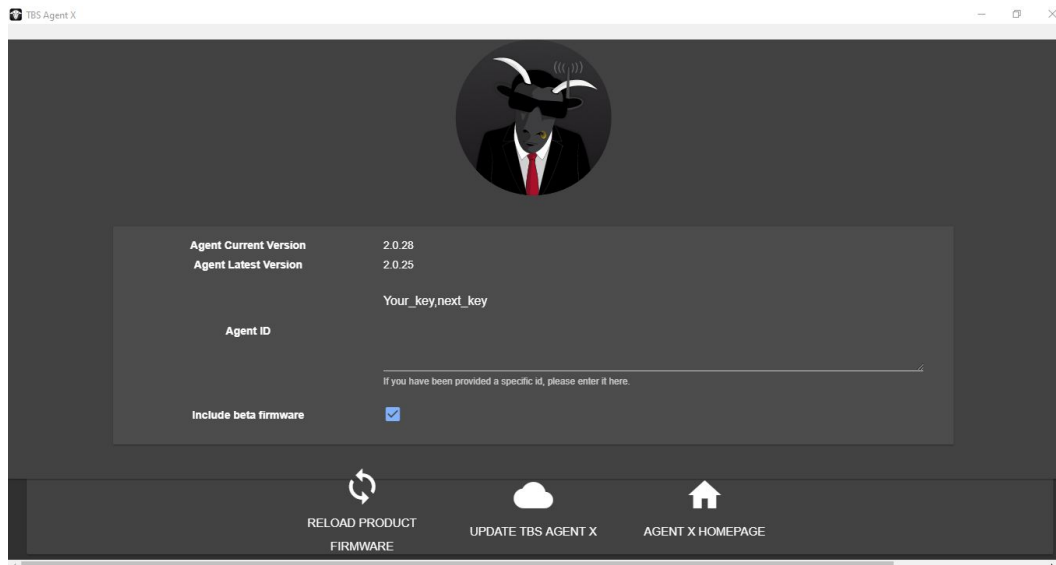 TBS Agent X
Agent Current Version 2.0.28
Agent Latest Version 2.0.25
Your_key,next_key
Agent ID
If you have been provided a specific id, please enter it here.
Include beta firmware
RELOAD PRODUCT
FIRMWARE
UPDATE TBS AGENT X
AGENT X HOMEPAGE